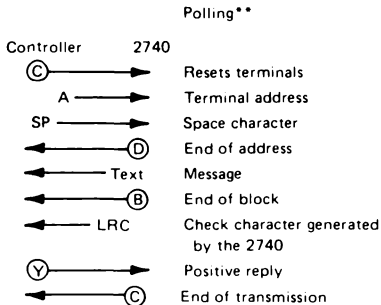 Polling**
Controller 2740
Ⓒ Resets terminals
A Terminal address
SP Space character
Ⓓ End of address
Text Message
Ⓑ End of block
LRC Check character generated
by the 2740
Ⓨ Positive reply
Ⓒ End of transmission